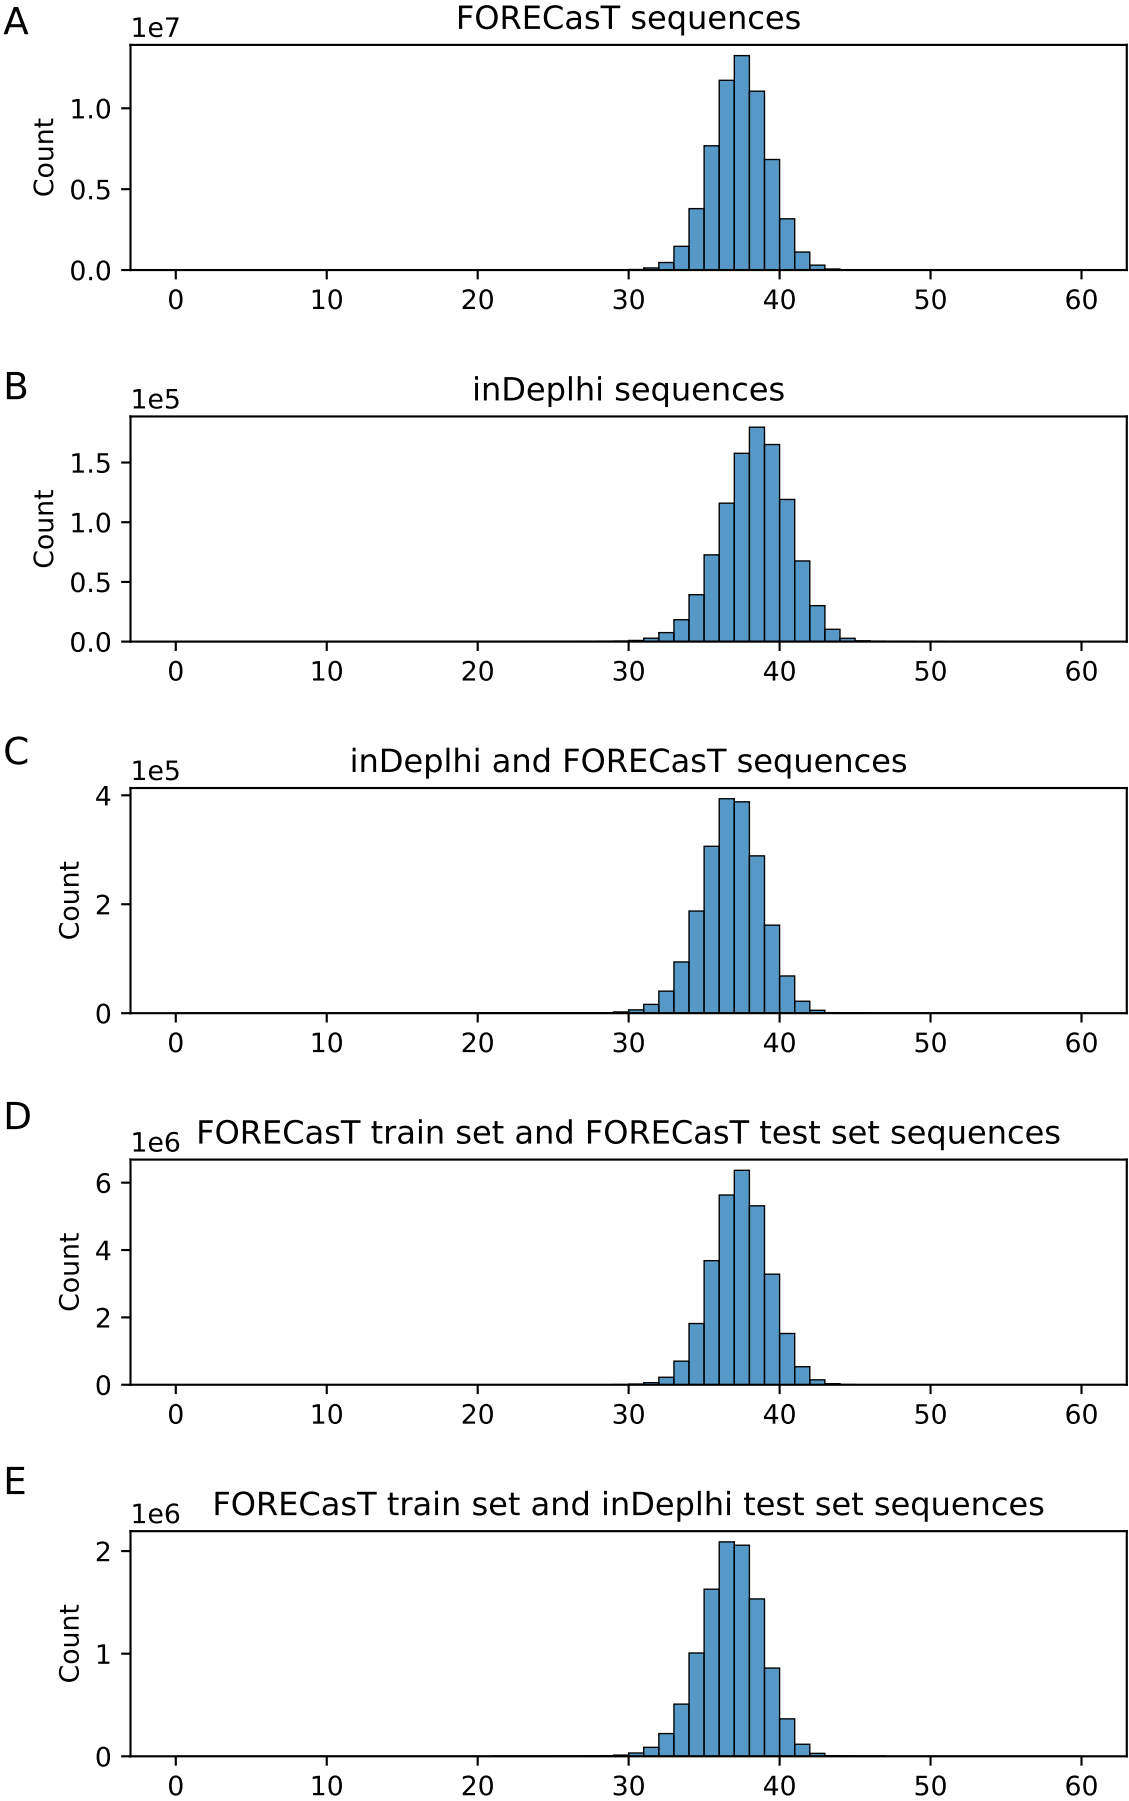 A
FORECasT sequences
1e7
Count
1.0
0.5
0.0
0 10 20 30 40 50 60
B
inDeplhi sequences
1e5
Count
1.5
1.0
0.5
0.0
0 10 20 30 40 50 60
C
inDeplhi and FORECasT sequences
1e5
Count
4
2
0
0 10 20 30 40 50 60
D
FORECasT train set and FORECasT test set sequences
1e6
Count
6
4
2
0
0 10 20 30 40 50 60
E
FORECasT train set and inDeplhi test set sequences
1e6
Count
2
1
0
0 10 20 30 40 50 60